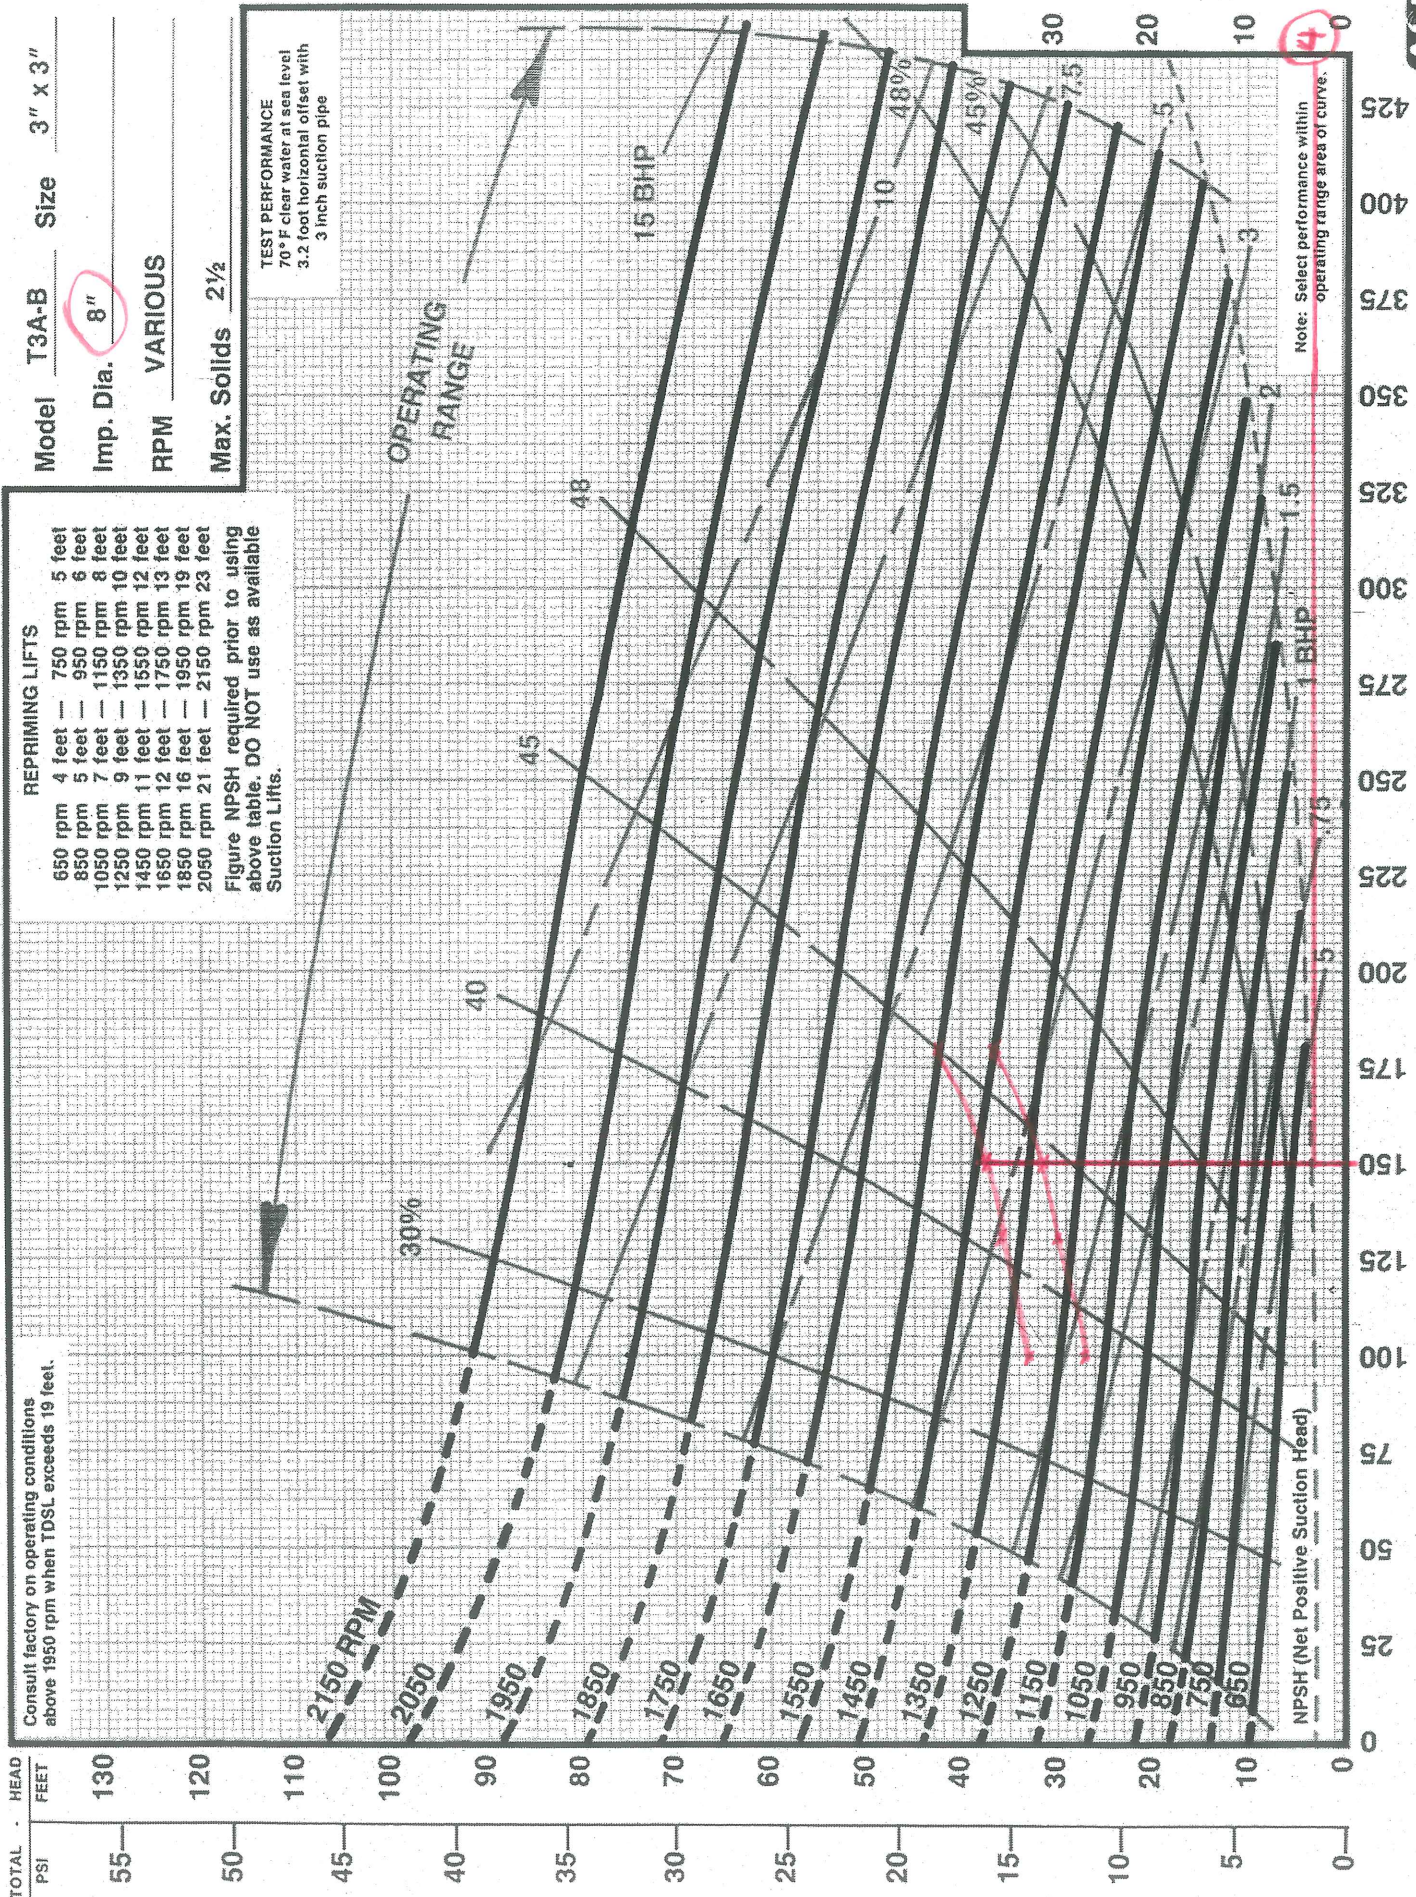 Model T3A-B Size 3" x 3"
Imp. Dia. 8"
RPM VARIOUS
Max. Solids 2½
TOTAL - HEAD
PSI FEET
Consult factory on operating conditions
above 1950 rpm when TDSL exceeds 19 feet.
REPRIMING LIFTS
650 rpm 4 feet — 750 rpm 5 feet
850 rpm 5 feet — 950 rpm 6 feet
1050 rpm 7 feet — 1150 rpm 8 feet
1250 rpm 9 feet — 1350 rpm 10 feet
1450 rpm 11 feet — 1550 rpm 12 feet
1650 rpm 12 feet — 1750 rpm 13 feet
1850 rpm 16 feet — 1950 rpm 19 feet
2050 rpm 21 feet — 2150 rpm 23 feet
Figure NPSH required prior to using
above table. DO NOT use as available
Suction Lifts.
TEST PERFORMANCE
70° F clear water at sea level
3.2 foot horizontal offset with
3 inch suction pipe
OPERATING
RANGE
30%
40
45
48
48%
45%
15 BHP
10
7.5
5
3
2
1.5
1 BHP
.75
.5
2150 RPM
2050
1950
1850
1750
1650
1550
1450
1350
1250
1150
1050
950
850
750
650
NPSH (Net Positive Suction Head)
Note: Select performance within
operating range area of curve.
130
120
110
100
90
80
70
60
50
40
30
20
10
0
55
50
45
40
35
30
25
20
15
10
5
0
30
20
10
4
0
0
25
50
75
100
125
150
175
200
225
250
275
300
325
350
375
400
425